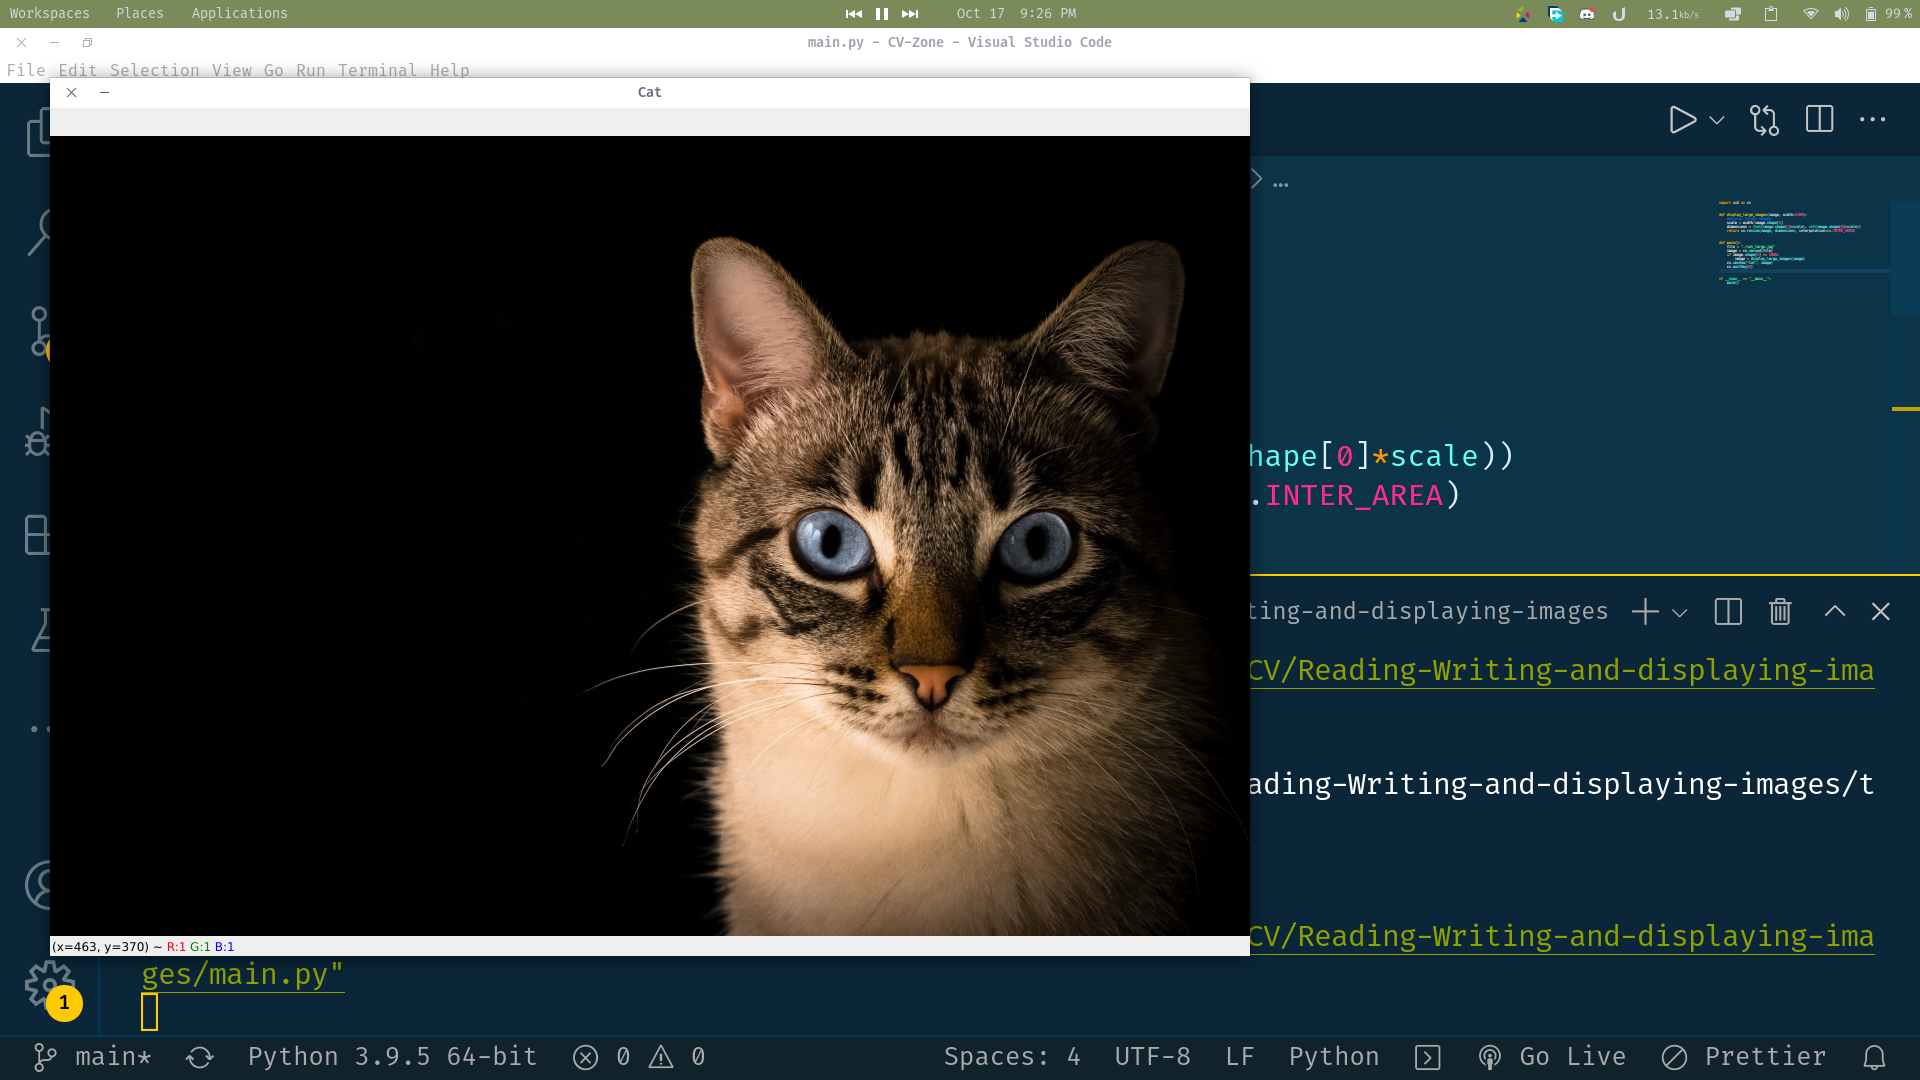 Workspaces Places Applications Oct 17 9:26 PM 13.1kb/s 99%
main.py - CV-Zone - Visual Studio Code
File Edit Selection View Go Run Terminal Help
Cat
...
hape[0]*scale))
.INTER_AREA)
ting-and-displaying-images
CV/Reading-Writing-and-displaying-ima
ading-Writing-and-displaying-images/t
CV/Reading-Writing-and-displaying-ima
(x=463, y=370) ~ R:1 G:1 B:1
ges/main.py"
1
main* Python 3.9.5 64-bit 0 0 Spaces: 4 UTF-8 LF Python Go Live Prettier